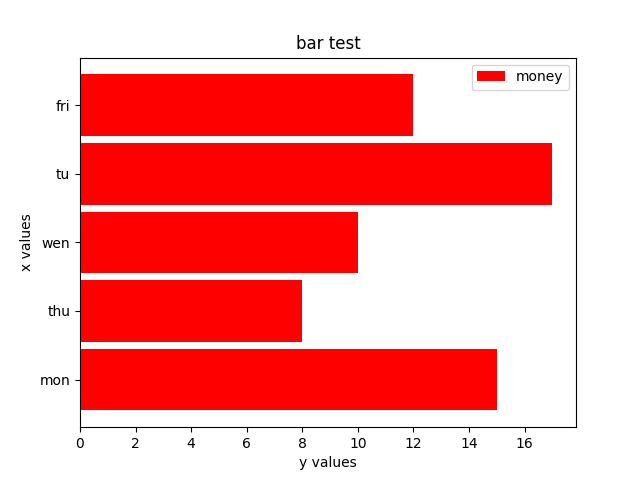 bar test
money
fri
tu
wen
thu
mon
x values
0 2 4 6 8 10 12 14 16
y values